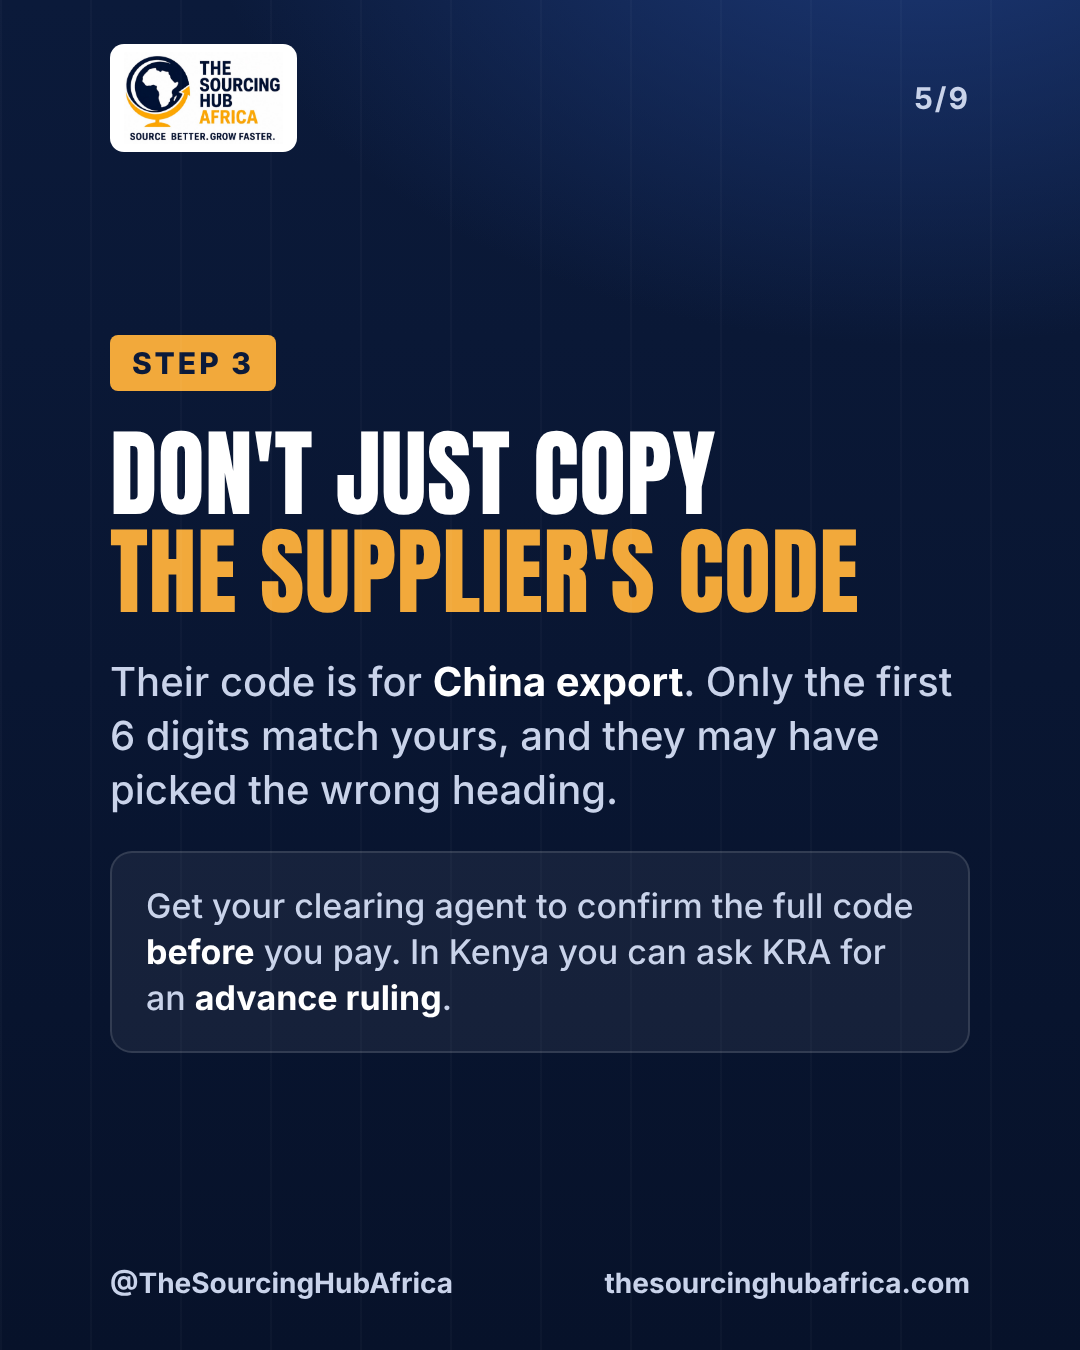 THE
SOURCING
HUB
AFRICA
SOURCE BETTER. GROW FASTER.
5/9
STEP 3
DON'T JUST COPY
THE SUPPLIER'S CODE
Their code is for China export. Only the first
6 digits match yours, and they may have
picked the wrong heading.
Get your clearing agent to confirm the full code
before you pay. In Kenya you can ask KRA for
an advance ruling.
@TheSourcingHubAfrica
thesourcinghubafrica.com